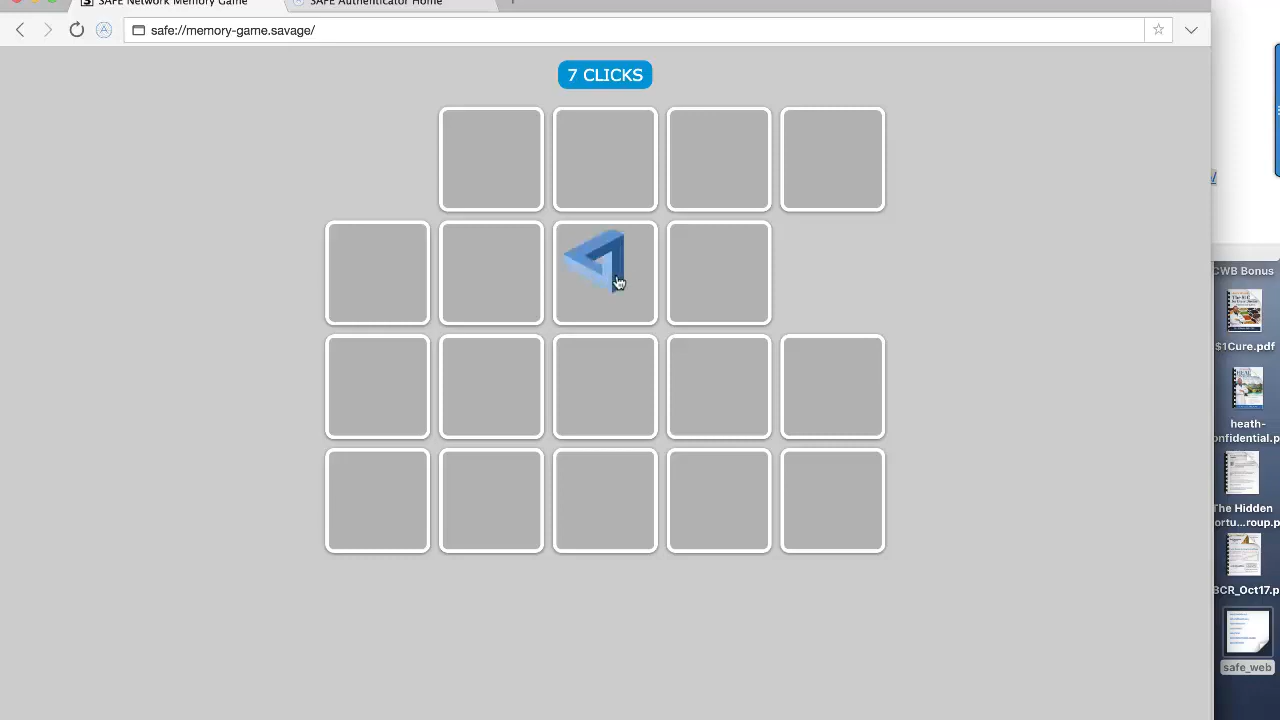 SAFE Network Memory Game
SAFE Authenticator Home
safe://memory-game.savage/
7 CLICKS
CWB Bonus
$1Cure.pdf
heath-
onfidential.p
The Hidden
ortu...roup.p
BCR_Oct17.p
safe_web